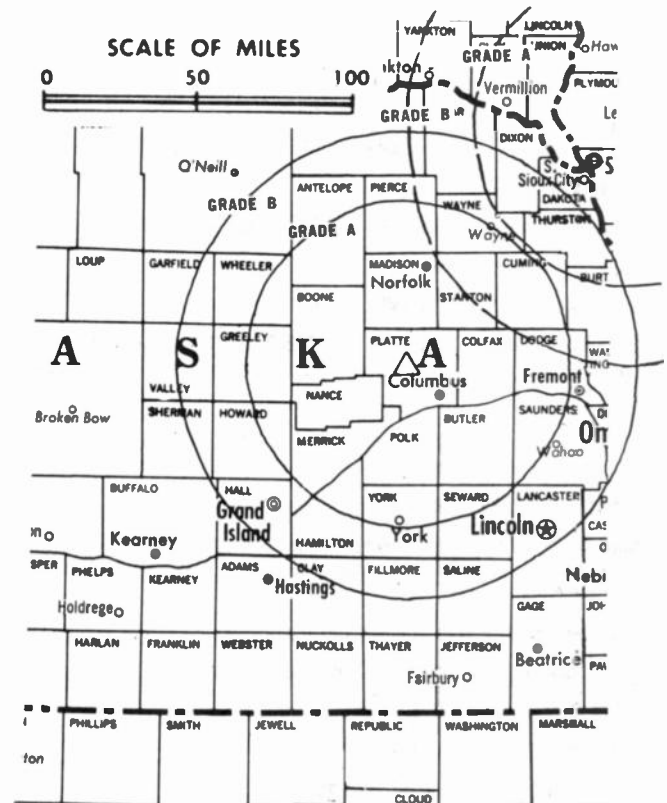 SCALE OF MILES
0 50 100
YANKTON
LINCOLN
UNION
GRADE A
Vermillion
GRADE B
DIXON
O'Neill
SiouxCity
DAKOTA
ANTELOPE PIERCE
WAYNE
THURSTON
GRADE B
GRADE A
Wayne
LOUP GARFIELD WHEELER MADISON CUMING
Norfolk
BOONE STANTON
GREELEY
PLATTE COLFAX DODGE
A S K A
VALLEY
NANCE Columbus Fremont
Broken Bow
SHERMAN HOWARD BUTLER SAUNDERS
MERRICK POLK
Wahoo
BUFFALO HALL YORK SEWARD LANCASTER
Grand
Island
York Lincoln
Kearney
HAMILTON
PHELPS KEARNEY ADAMS CLAY FILLMORE SALINE
Hastings
Holdrege GAGE
HARLAN FRANKLIN WEBSTER NUCKOLLS THAYER JEFFERSON
Beatrice
Fairbury
PHILLIPS SMITH JEWELL REPUBLIC WASHINGTON MARSHALL
CLOUD